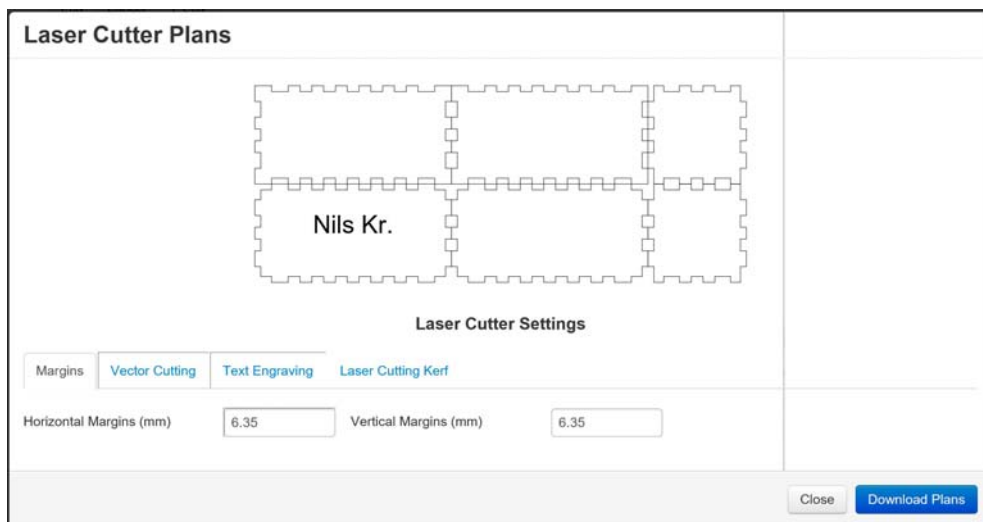 Laser Cutter Plans
Nils Kr.
Laser Cutter Settings
Margins Vector Cutting Text Engraving Laser Cutting Kerf
Horizontal Margins (mm) 6.35 Vertical Margins (mm) 6.35
Close Download Plans